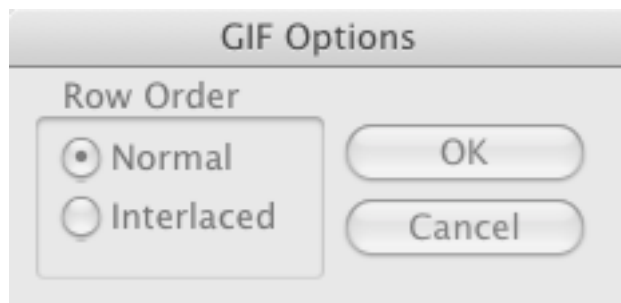 GIF Options
Row Order
Normal
Interlaced
OK
Cancel